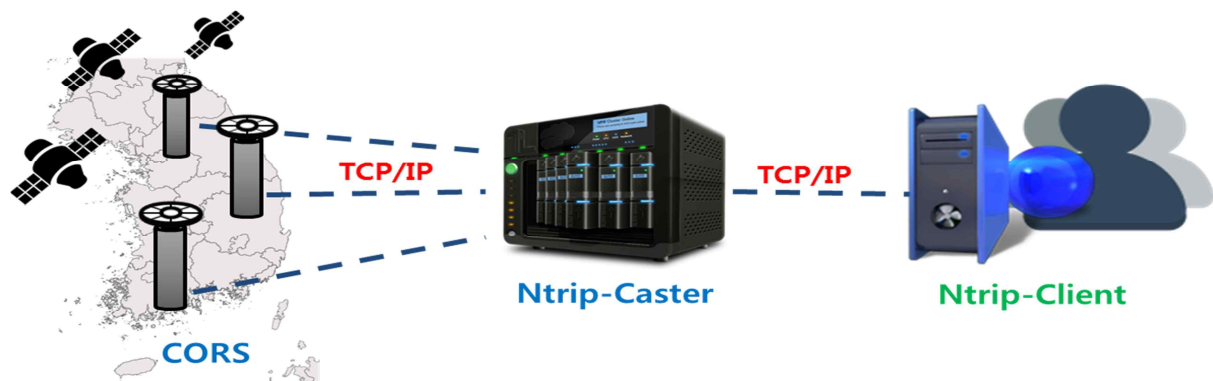 TCP/IP
TCP/IP
Ntrip-Caster
Ntrip-Client
CORS